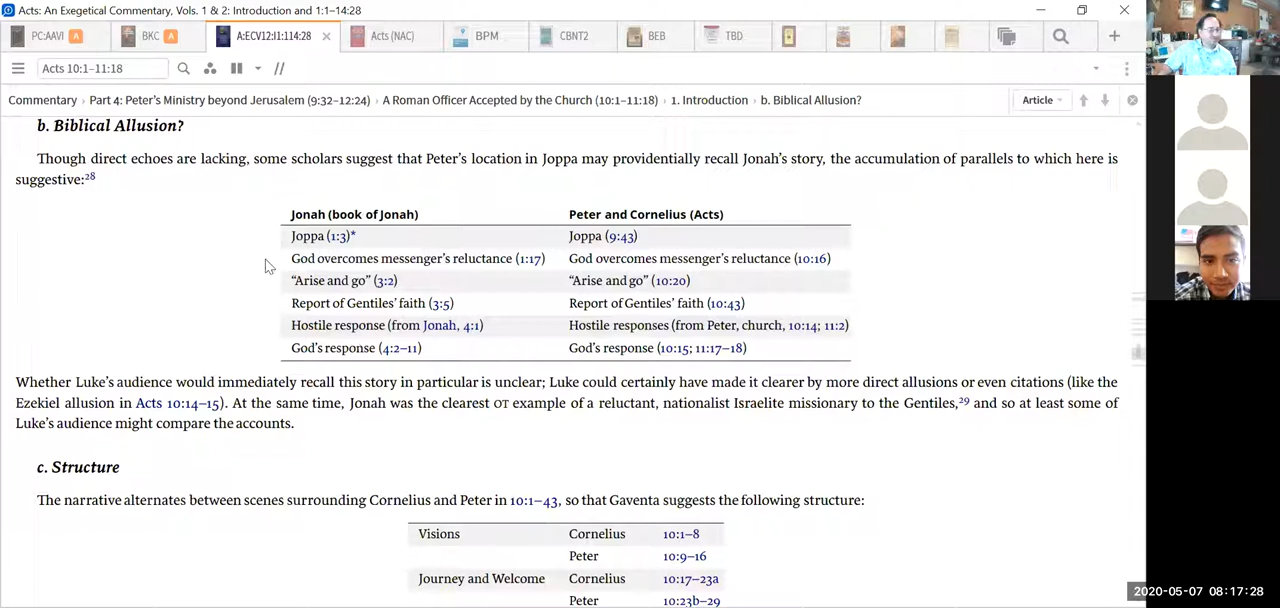 Acts: An Exegetical Commentary, Vols. 1 & 2: Introduction and 1:1–14:28
PC:AAVI A BKC A A:ECV12:I1:114:28 Acts (NAC) BPM CBNT2 BEB TBD
Acts 10:1–11:18
Commentary › Part 4: Peter's Ministry beyond Jerusalem (9:32–12:24) › A Roman Officer Accepted by the Church (10:1–11:18) › 1. Introduction › b. Biblical Allusion? Article
b. Biblical Allusion?
Though direct echoes are lacking, some scholars suggest that Peter's location in Joppa may providentially recall Jonah's story, the accumulation of parallels to which here is
suggestive:28
Jonah (book of Jonah) Peter and Cornelius (Acts)
Joppa (1:3)* Joppa (9:43)
God overcomes messenger's reluctance (1:17) God overcomes messenger's reluctance (10:16)
“Arise and go” (3:2) “Arise and go” (10:20)
Report of Gentiles' faith (3:5) Report of Gentiles' faith (10:43)
Hostile response (from Jonah, 4:1) Hostile responses (from Peter, church, 10:14; 11:2)
God's response (4:2–11) God's response (10:15; 11:17–18)
Whether Luke's audience would immediately recall this story in particular is unclear; Luke could certainly have made it clearer by more direct allusions or even citations (like the
Ezekiel allusion in Acts 10:14–15). At the same time, Jonah was the clearest OT example of a reluctant, nationalist Israelite missionary to the Gentiles,29 and so at least some of
Luke's audience might compare the accounts.
c. Structure
The narrative alternates between scenes surrounding Cornelius and Peter in 10:1–43, so that Gaventa suggests the following structure:
Visions Cornelius 10:1–8
Peter 10:9–16
Journey and Welcome Cornelius 10:17–23a
Peter 10:23b–29
2020-05-07 08:17:28